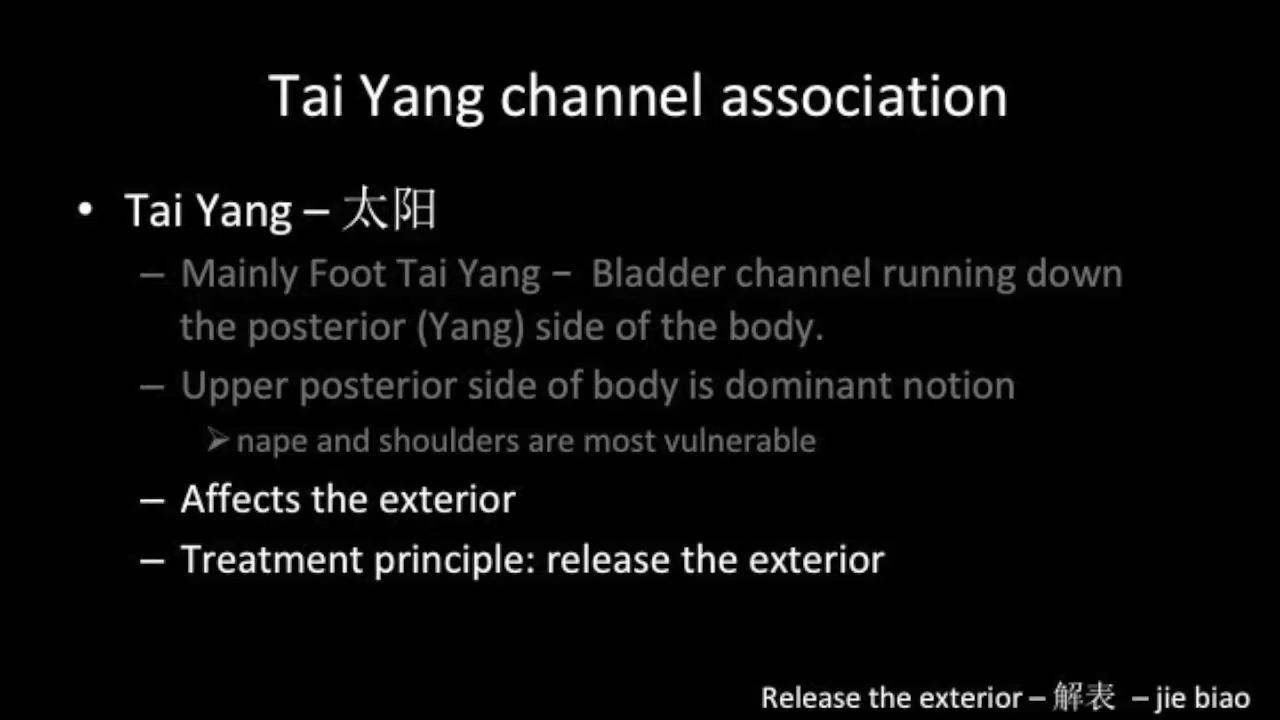 Tai Yang channel association
• Tai Yang – 太阳
– Mainly Foot Tai Yang – Bladder channel running down
the posterior (Yang) side of the body.
– Upper posterior side of body is dominant notion
➢ nape and shoulders are most vulnerable
– Affects the exterior
– Treatment principle: release the exterior
Release the exterior – 解表 – jie biao